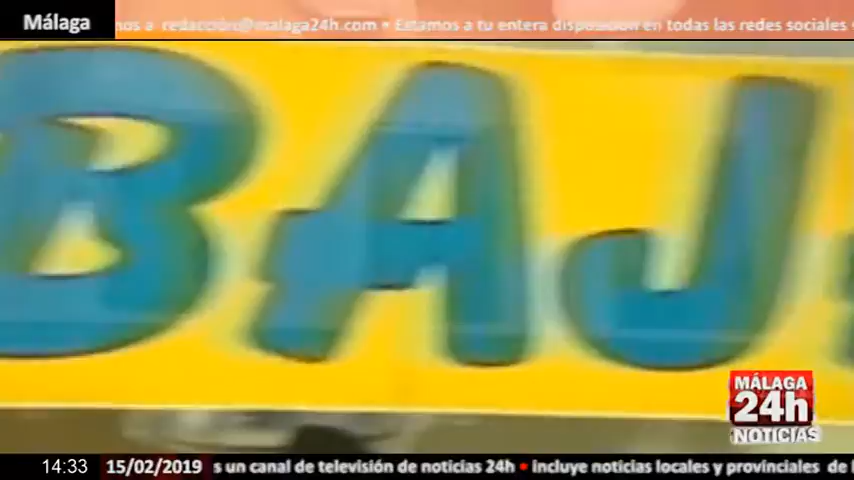 Málaga
nos a redacción@malaga24h.com • Estamos a tu entera disposición en todas las redes sociales
BAJ
MÁLAGA
24h
NOTICIAS
14:33 15/02/2019 s un canal de televisión de noticias 24h • incluye noticias locales y provinciales de